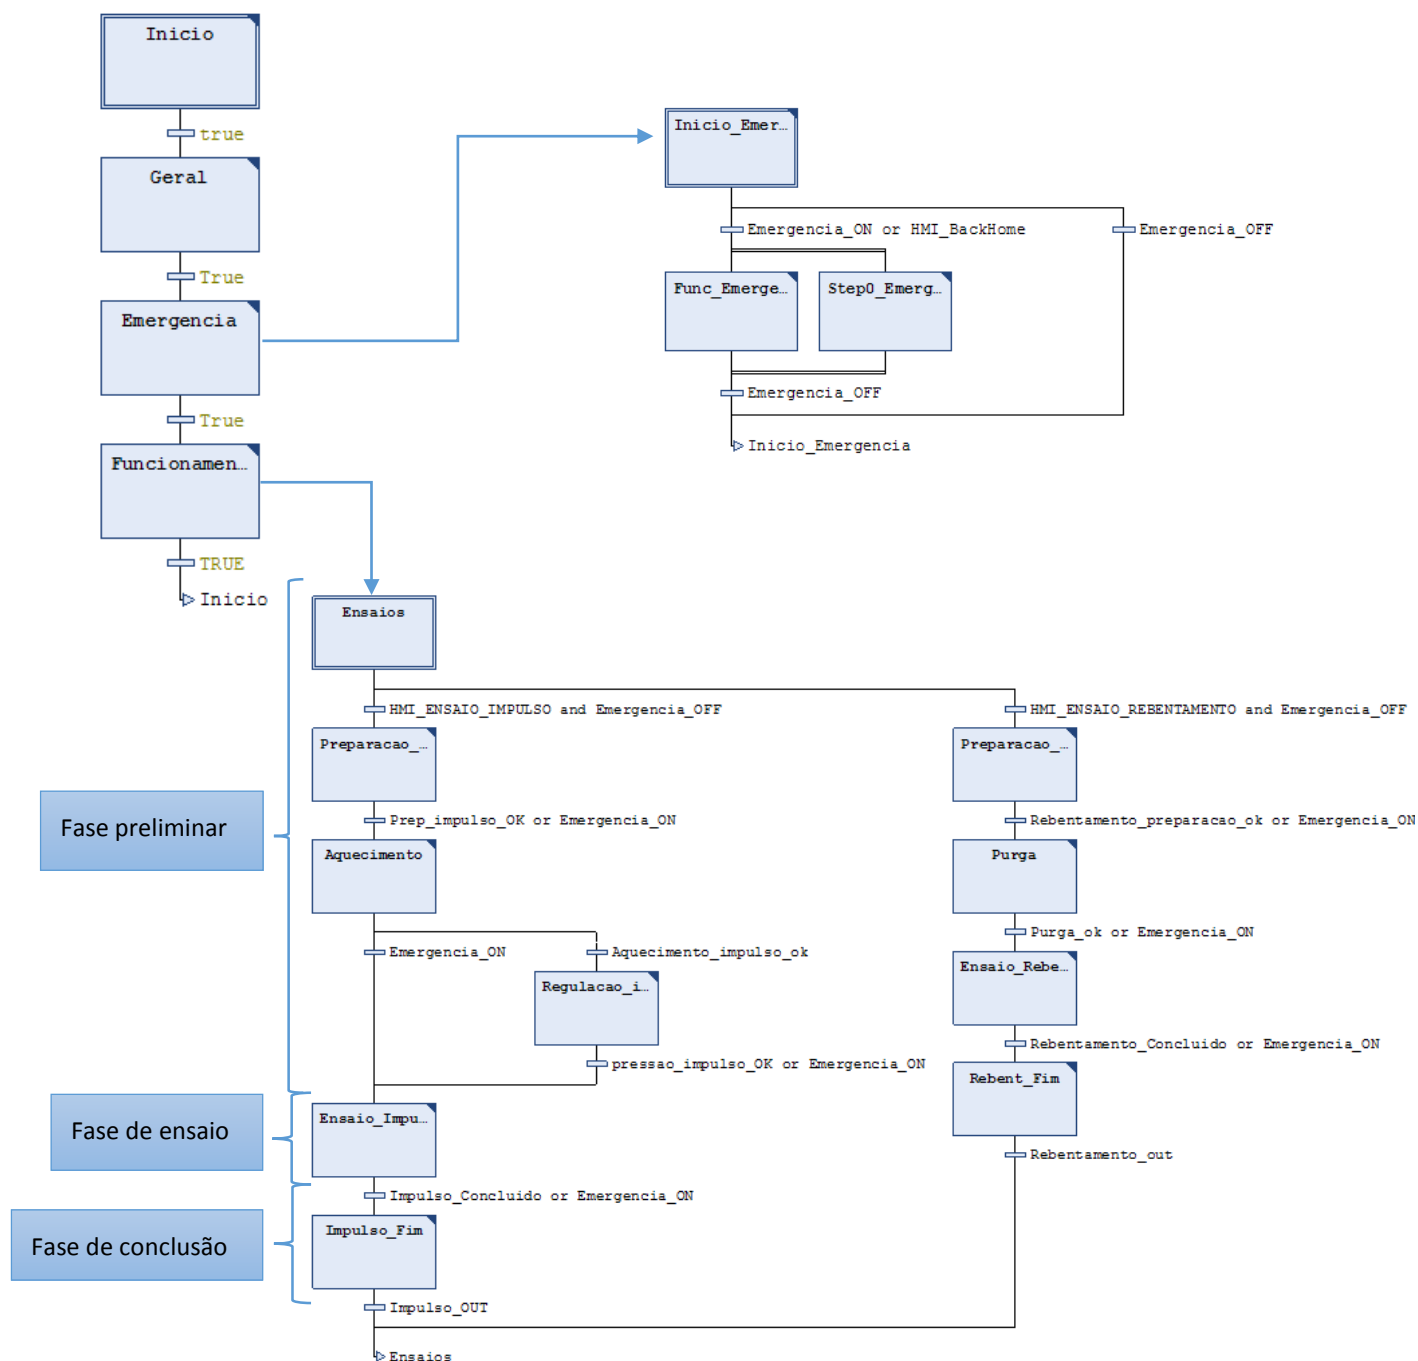 Inicio
true
Geral
True
Emergencia
True
Funcionamen…
TRUE
Inicio
Inicio_Emer…
Emergencia_ON or HMI_BackHome
Emergencia_OFF
Func_Emerge…
Step0_Emerg…
Emergencia_OFF
Inicio_Emergencia
Ensaios
HMI_ENSAIO_IMPULSO and Emergencia_OFF
HMI_ENSAIO_REBENTAMENTO and Emergencia_OFF
Preparacao_…
Preparacao_…
Prep_impulso_OK or Emergencia_ON
Rebentamento_preparacao_ok or Emergencia_ON
Aquecimento
Purga
Emergencia_ON
Aquecimento_impulso_ok
Purga_ok or Emergencia_ON
Regulacao_i…
Ensaio_Rebe…
pressao_impulso_OK or Emergencia_ON
Rebentamento_Concluido or Emergencia_ON
Rebent_Fim
Ensaio_Impu…
Rebentamento_out
Impulso_Concluido or Emergencia_ON
Impulso_Fim
Impulso_OUT
Ensaios
Fase preliminar
Fase de ensaio
Fase de conclusão